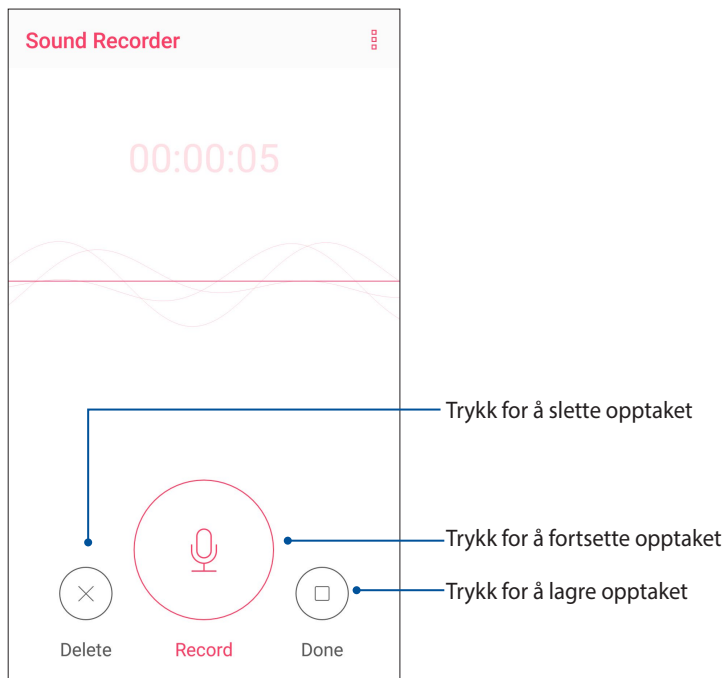 Sound Recorder
00:00:05
Trykk for å slette opptaket
Trykk for å fortsette opptaket
Trykk for å lagre opptaket
Delete
Record
Done